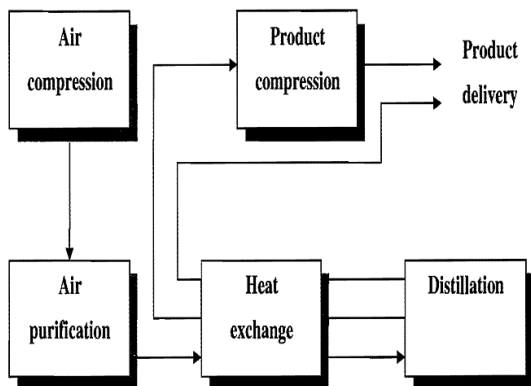 Air
compression
Product
compression
Product
delivery
Air
purification
Heat
exchange
Distillation